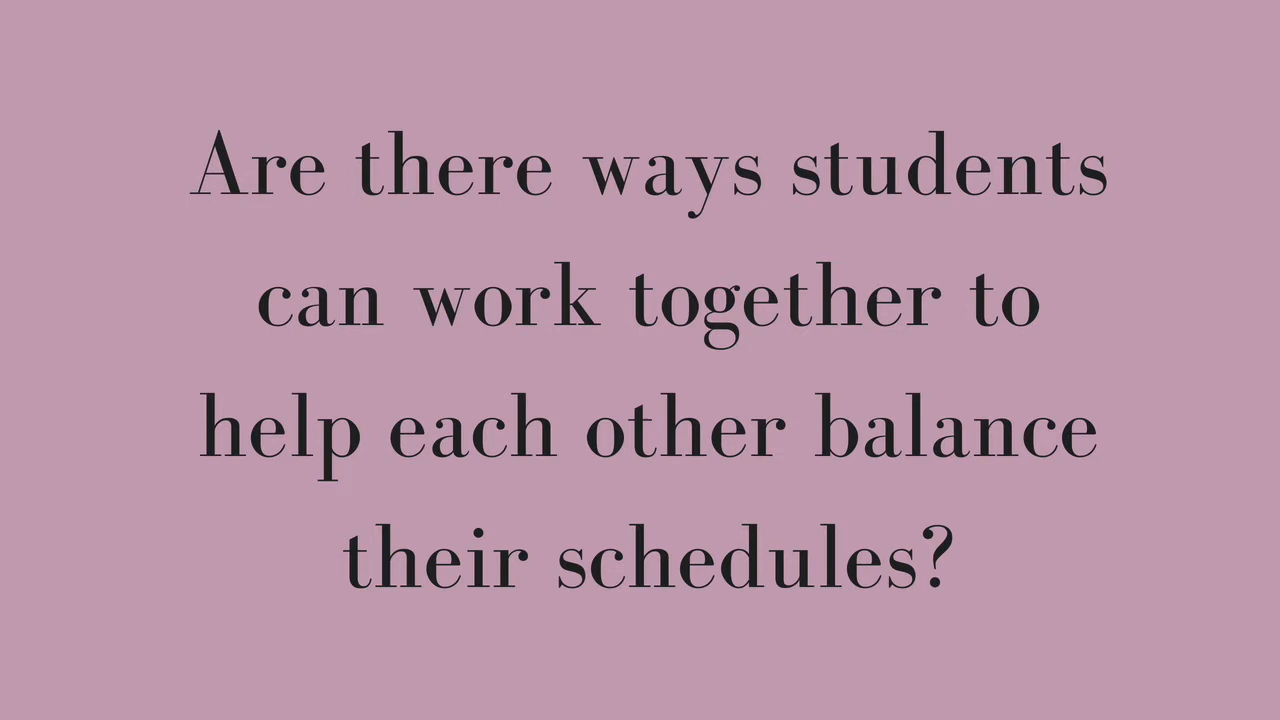 Are there ways students
can work together to
help each other balance
their schedules?